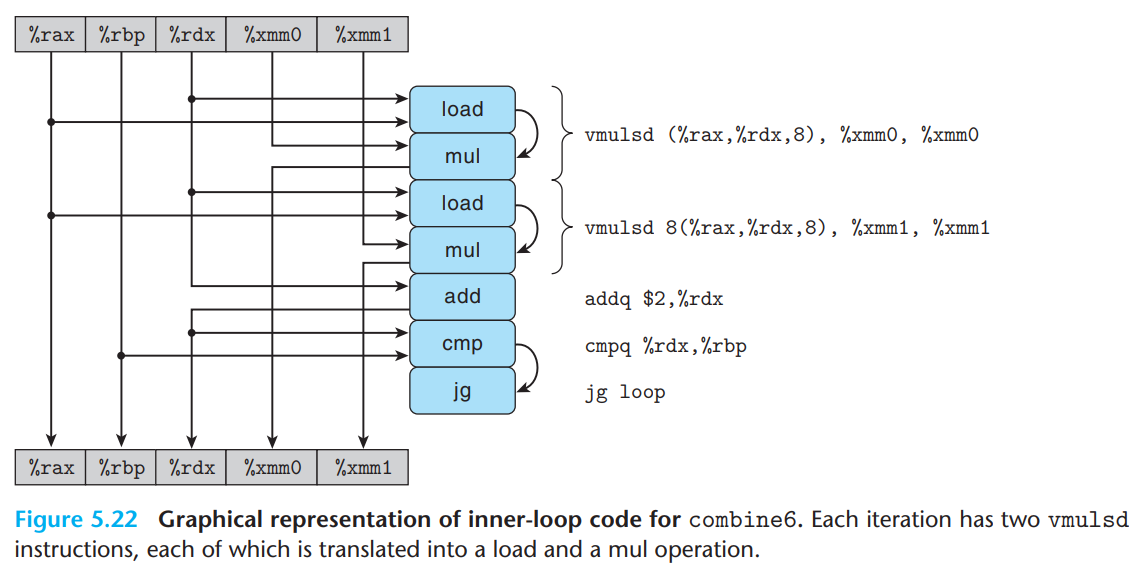 %rax %rbp %rdx %xmm0 %xmm1
load
mul
vmulsd (%rax,%rdx,8), %xmm0, %xmm0
load
mul
vmulsd 8(%rax,%rdx,8), %xmm1, %xmm1
add
addq $2,%rdx
cmp
cmpq %rdx,%rbp
jg
jg loop
%rax %rbp %rdx %xmm0 %xmm1
Figure 5.22 Graphical representation of inner-loop code for combine6. Each iteration has two vmulsd
instructions, each of which is translated into a load and a mul operation.